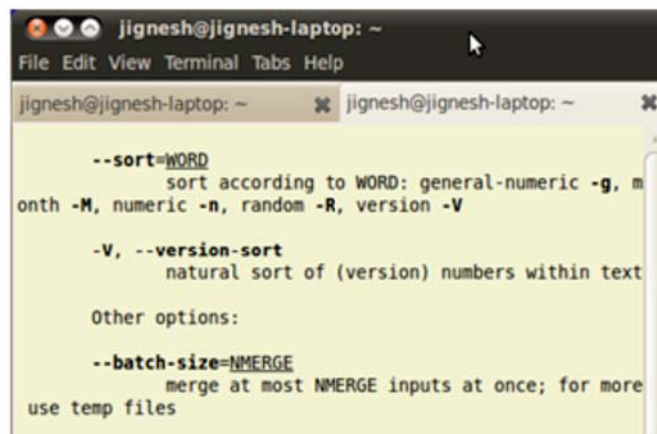 jignesh@jignesh-laptop: ~
File Edit View Terminal Tabs Help
jignesh@jignesh-laptop: ~ jignesh@jignesh-laptop: ~
--sort=WORD
sort according to WORD: general-numeric -g, m
onth -M, numeric -n, random -R, version -V
-V, --version-sort
natural sort of (version) numbers within text
Other options:
--batch-size=NMERGE
merge at most NMERGE inputs at once; for more
use temp files